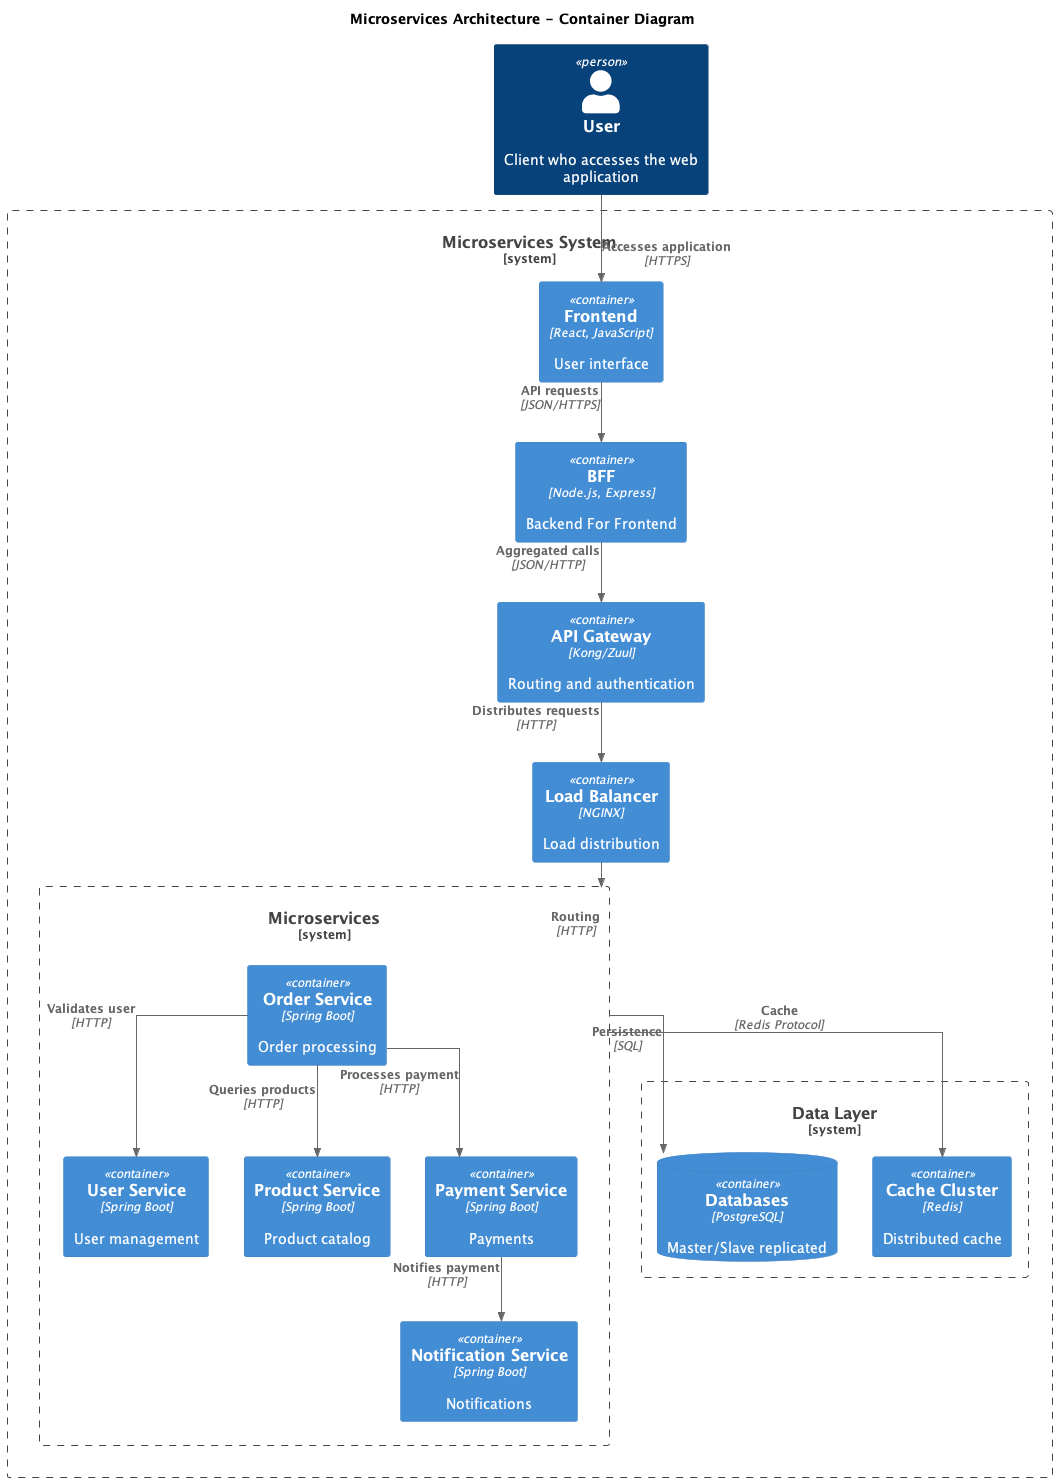 Microservices Architecture – Container Diagram
«person»
User
Client who accesses the web
application
Microservices System
[system]
Accesses application
[HTTPS]
«container»
Frontend
[React, JavaScript]
User interface
API requests
[JSON/HTTPS]
«container»
BFF
[Node.js, Express]
Backend For Frontend
Aggregated calls
[JSON/HTTP]
«container»
API Gateway
[Kong/Zuul]
Routing and authentication
Distributes requests
[HTTP]
«container»
Load Balancer
[NGINX]
Load distribution
Microservices
[system]
Routing
[HTTP]
«container»
Order Service
[Spring Boot]
Order processing
Validates user
[HTTP]
Queries products
[HTTP]
Processes payment
[HTTP]
Persistence
[SQL]
Cache
[Redis Protocol]
Data Layer
[system]
«container»
User Service
[Spring Boot]
User management
«container»
Product Service
[Spring Boot]
Product catalog
«container»
Payment Service
[Spring Boot]
Payments
«container»
Databases
[PostgreSQL]
Master/Slave replicated
«container»
Cache Cluster
[Redis]
Distributed cache
Notifies payment
[HTTP]
«container»
Notification Service
[Spring Boot]
Notifications